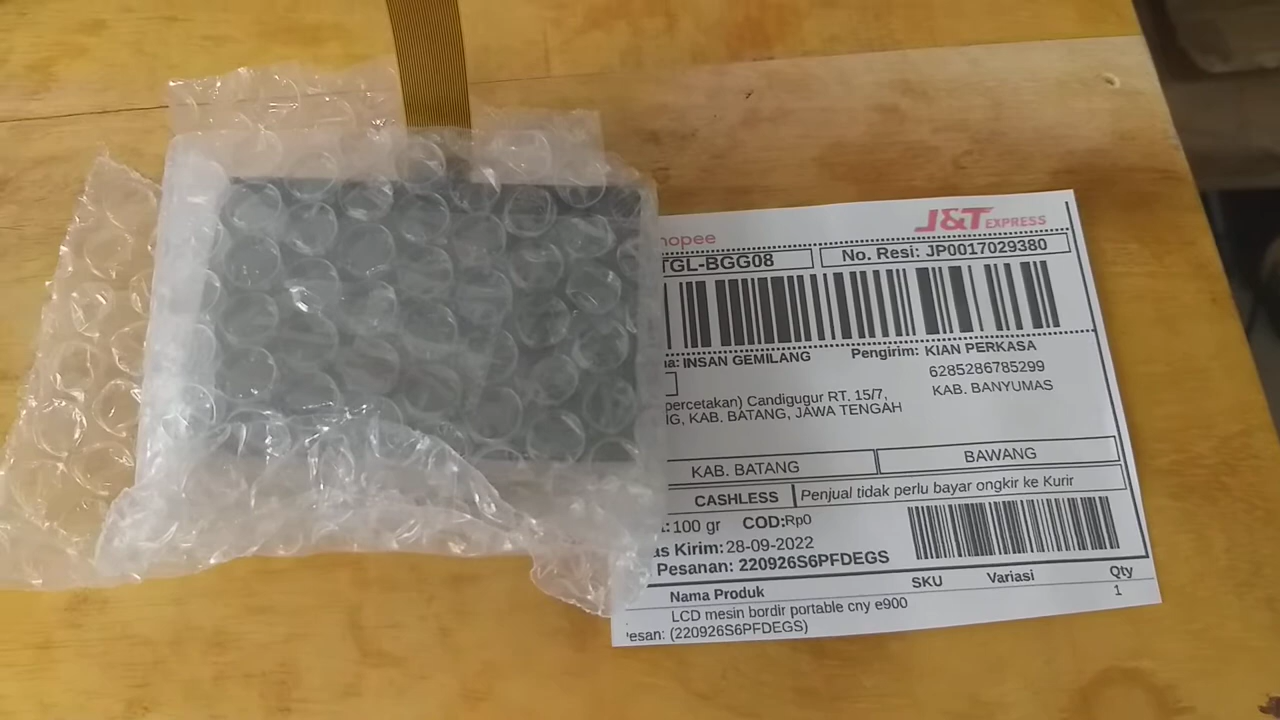 hopee
J&T EXPRESS
TGL-BGG08
No. Resi: JP0017029380
a: INSAN GEMILANG
Pengirim: KIAN PERKASA
6285286785299
KAB. BANYUMAS
percetakan) Candigugur RT. 15/7,
G, KAB. BATANG, JAWA TENGAH
KAB. BATANG
BAWANG
CASHLESS
Penjual tidak perlu bayar ongkir ke Kurir
: 100 gr
COD:Rp0
as Kirim: 28-09-2022
Pesanan: 220926S6PFDEGS
Nama Produk
SKU
Variasi
Qty
LCD mesin bordir portable cny e900
1
esan: (220926S6PFDEGS)